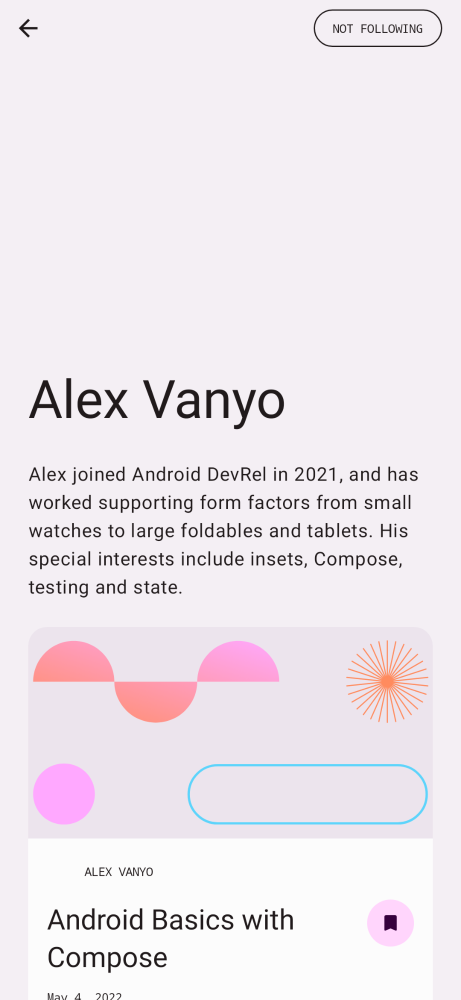 NOT FOLLOWING
Alex Vanyo
Alex joined Android DevRel in 2021, and has
worked supporting form factors from small
watches to large foldables and tablets. His
special interests include insets, Compose,
testing and state.
ALEX VANYO
Android Basics with
Compose
May 4, 2022